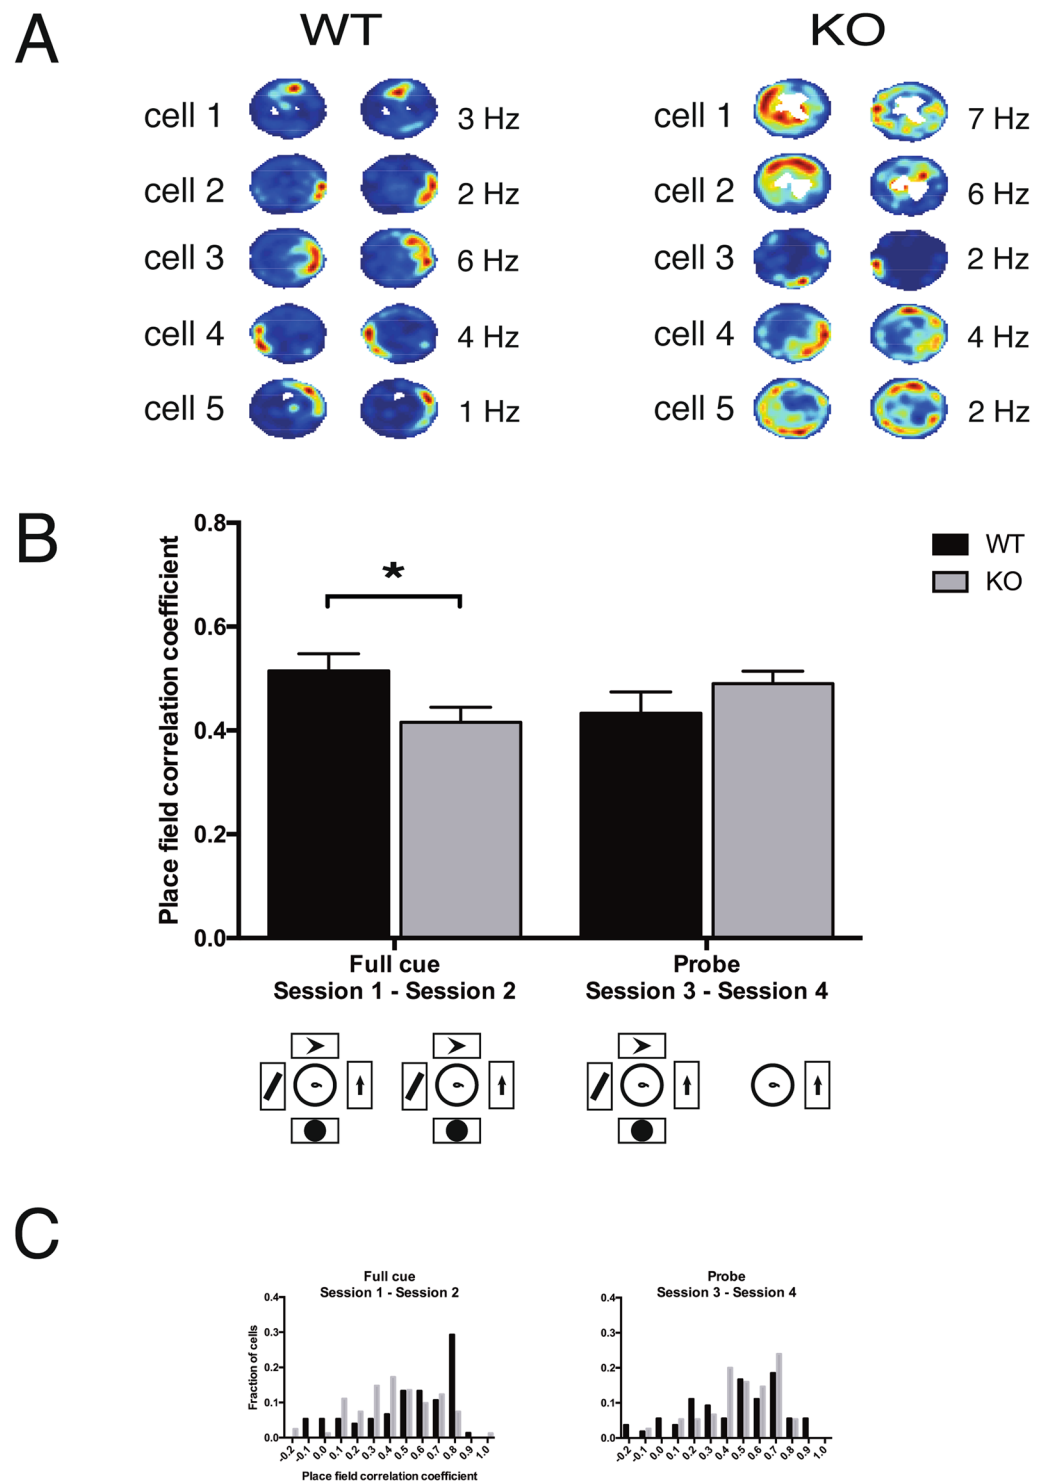 A
WT
KO
cell 1
3 Hz
cell 1
7 Hz
cell 2
2 Hz
cell 2
6 Hz
cell 3
6 Hz
cell 3
2 Hz
cell 4
4 Hz
cell 4
4 Hz
cell 5
1 Hz
cell 5
2 Hz
B
Place field correlation coefficient
0.8
0.6
0.4
0.2
0.0
*
WT
KO
Full cue
Session 1 - Session 2
Probe
Session 3 - Session 4
C
Full cue
Session 1 - Session 2
Fraction of cells
0.4
0.3
0.2
0.1
0.0
-0.2 -0.1 0.0 0.1 0.2 0.3 0.4 0.5 0.6 0.7 0.8 0.9 1.0
Place field correlation coefficient
Probe
Session 3 - Session 4
0.4
0.3
0.2
0.1
0.0
-0.2 -0.1 0.0 0.1 0.2 0.3 0.4 0.5 0.6 0.7 0.8 0.9 1.0